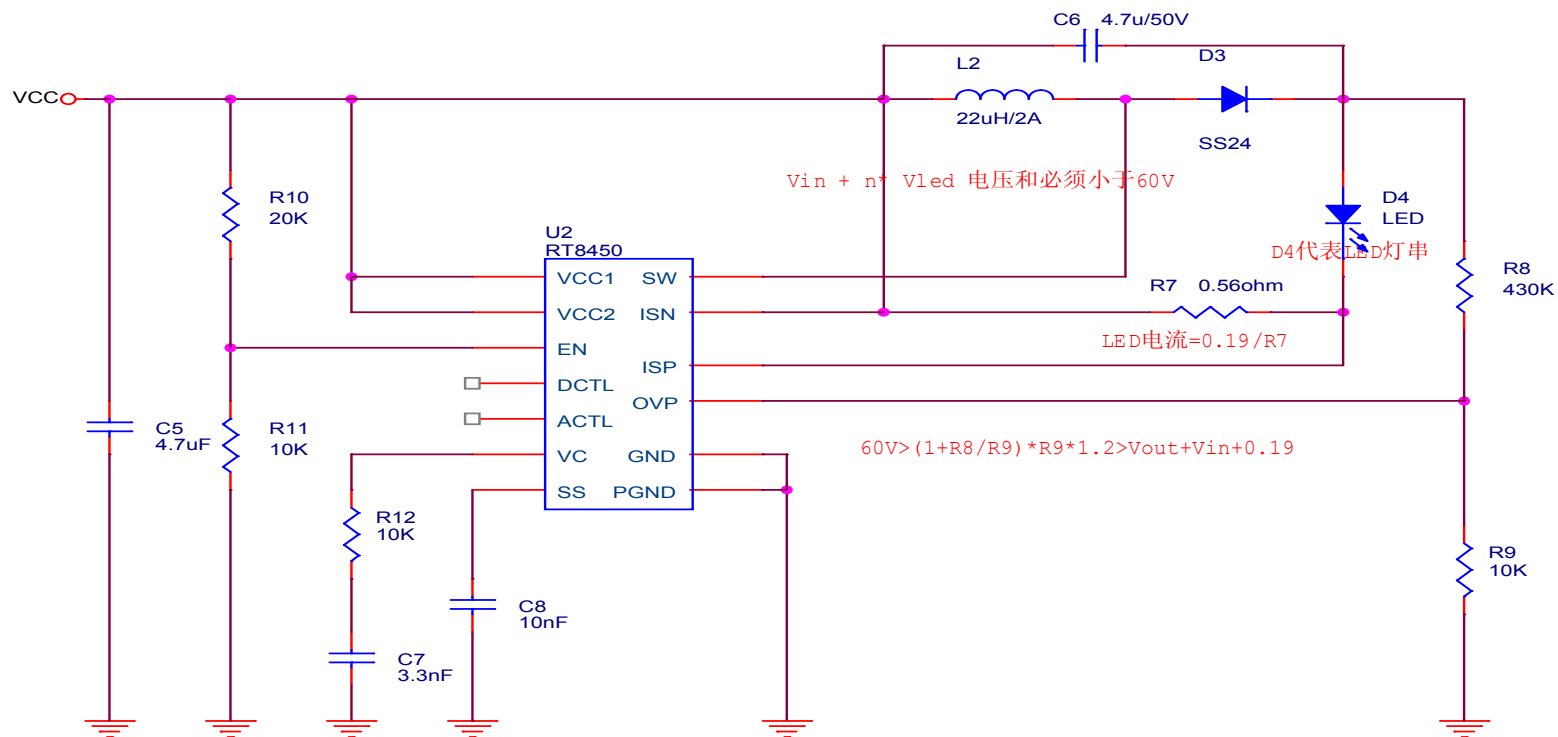 C6 4.7u/50V
L2
D3
VCC
22uH/2A
SS24
Vin + n* Vled 电压和必须小于60V
R10
20K
D4
LED
U2
RT8450
D4代表LED灯串
VCC1
SW
R7 0.56ohm
R8
430K
VCC2
ISN
LED电流=0.19/R7
EN
ISP
DCTL
OVP
ACTL
C5
4.7uF
R11
10K
60V>(1+R8/R9)*R9*1.2>Vout+Vin+0.19
VC
GND
SS
PGND
R12
10K
R9
10K
C8
10nF
C7
3.3nF